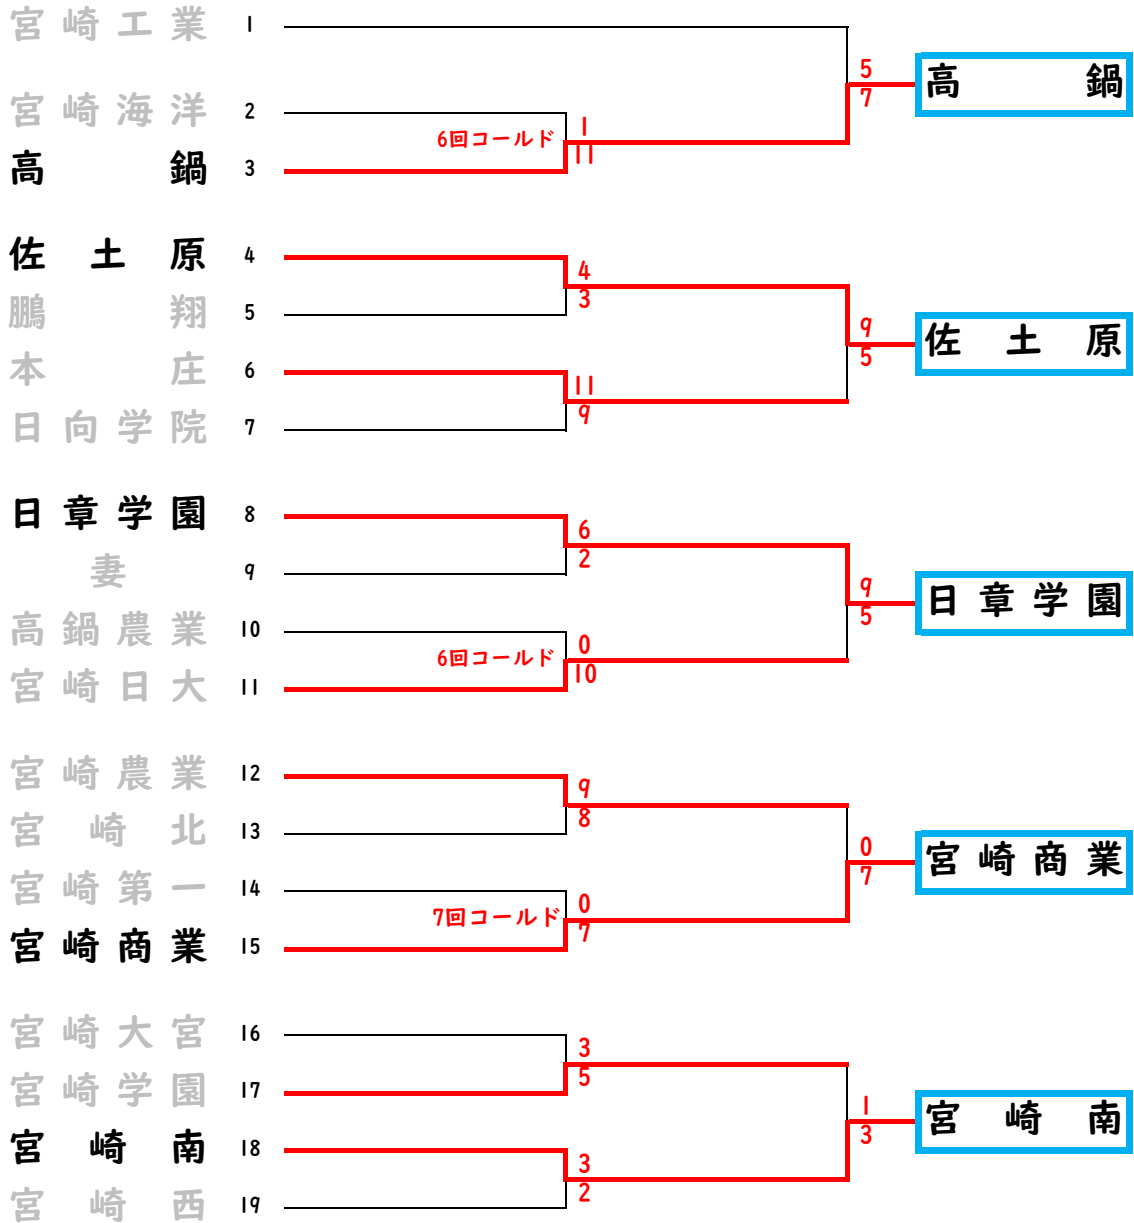 宮崎工業 1
5
高鍋
7
宮崎海洋 2
6回コールド 1
11
高鍋 3
佐土原 4
4
3
鵬翔 5
9
佐土原
5
本庄 6
11
9
日向学院 7
日章学園 8
6
2
妻 9
9
日章学園
5
高鍋農業 10
6回コールド 0
10
宮崎日大 11
宮崎農業 12
9
8
宮崎北 13
0
宮崎商業
7
宮崎第一 14
7回コールド 0
7
宮崎商業 15
宮崎大宮 16
3
5
宮崎学園 17
1
宮崎南
3
宮崎南 18
3
2
宮崎西 19